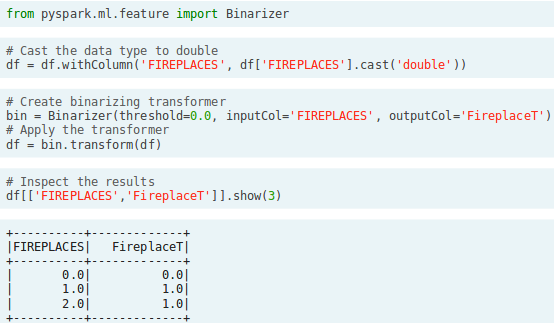 from pyspark.ml.feature import Binarizer
# Cast the data type to double
df = df.withColumn('FIREPLACES', df['FIREPLACES'].cast('double'))
# Create binarizing transformer
bin = Binarizer(threshold=0.0, inputCol='FIREPLACES', outputCol='FireplaceT')
# Apply the transformer
df = bin.transform(df)
# Inspect the results
df[['FIREPLACES','FireplaceT']].show(3)
+----------+-------------+
|FIREPLACES|   FireplaceT|
+----------+-------------+
|       0.0|          0.0|
|       1.0|          1.0|
|       2.0|          1.0|
+----------+-------------+